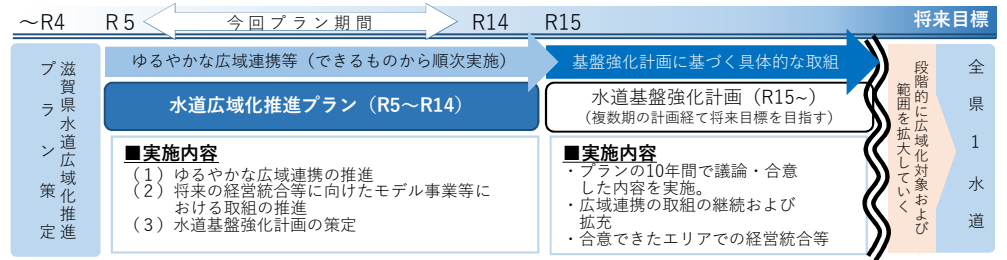 ～R4
R5
今回プラン期間
R14
R15
将来目標
滋賀県水道広域化推進
プラン策定
ゆるやかな広域連携等（できるものから順次実施）
基盤強化計画に基づく具体的な取組
水道広域化推進プラン（R5～R14）
水道基盤強化計画（R15~）
（複数期の計画経て将来目標を目指す）
■実施内容
（１）ゆるやかな広域連携の推進
（２）将来の経営統合等に向けたモデル事業等に
おける取組の推進
（３）水道基盤強化計画の策定
■実施内容
・プランの10年間で議論・合意
した内容を実施。
・広域連携の取組の継続および
拡充
・合意できたエリアでの経営統合等
段階的に広域化対象および
範囲を拡大していく
全県１水道